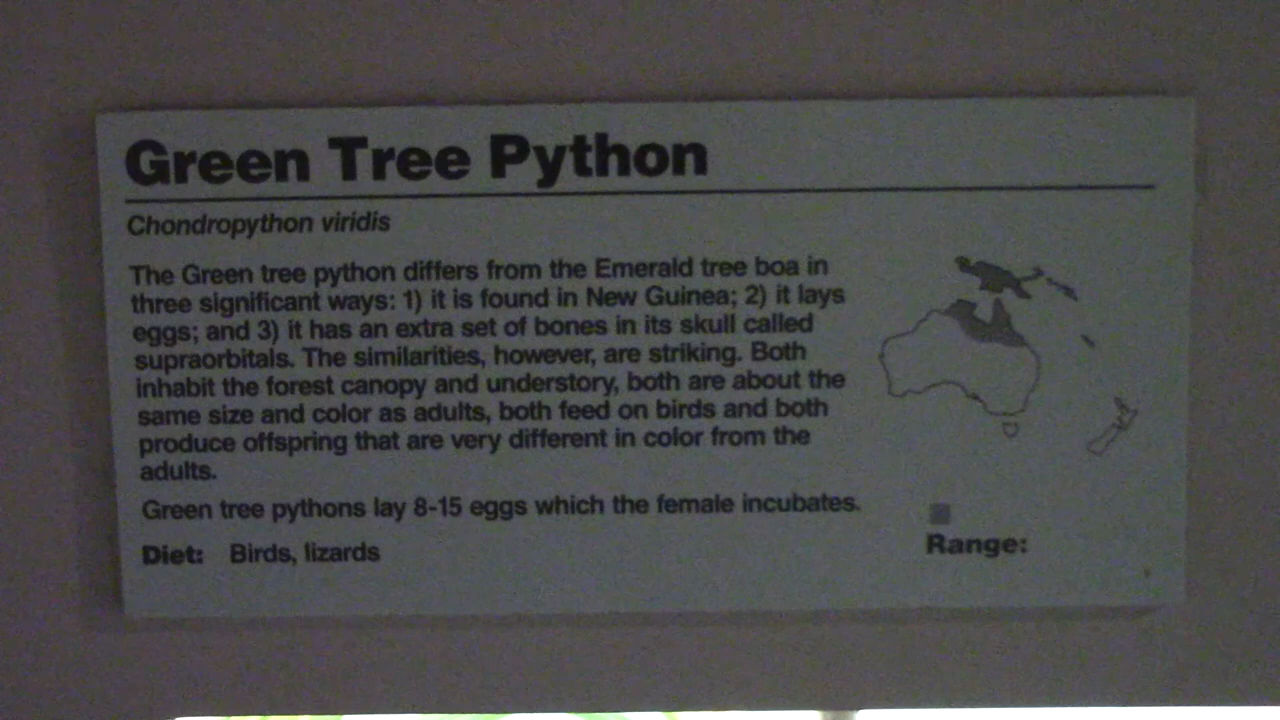 Green Tree Python
Chondropython viridis
The Green tree python differs from the Emerald tree boa in
three significant ways: 1) it is found in New Guinea; 2) it lays
eggs; and 3) it has an extra set of bones in its skull called
supraorbitals. The similarities, however, are striking. Both
inhabit the forest canopy and understory, both are about the
same size and color as adults, both feed on birds and both
produce offspring that are very different in color from the
adults.
Green tree pythons lay 8-15 eggs which the female incubates.
Diet: Birds, lizards
Range: